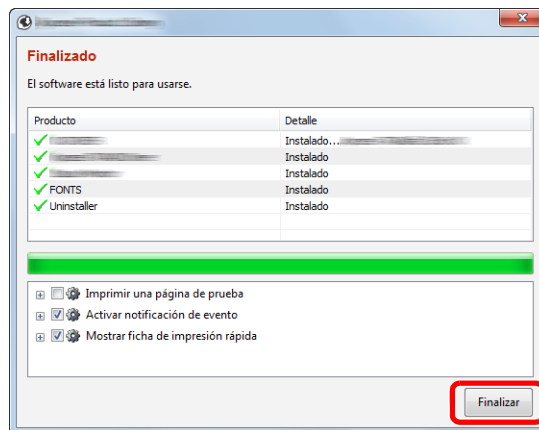 Finalizado
El software está listo para usarse.
Producto Detalle
Instalado...
Instalado
Instalado
FONTS Instalado
Uninstaller Instalado
Imprimir una página de prueba
Activar notificación de evento
Mostrar ficha de impresión rápida
Finalizar